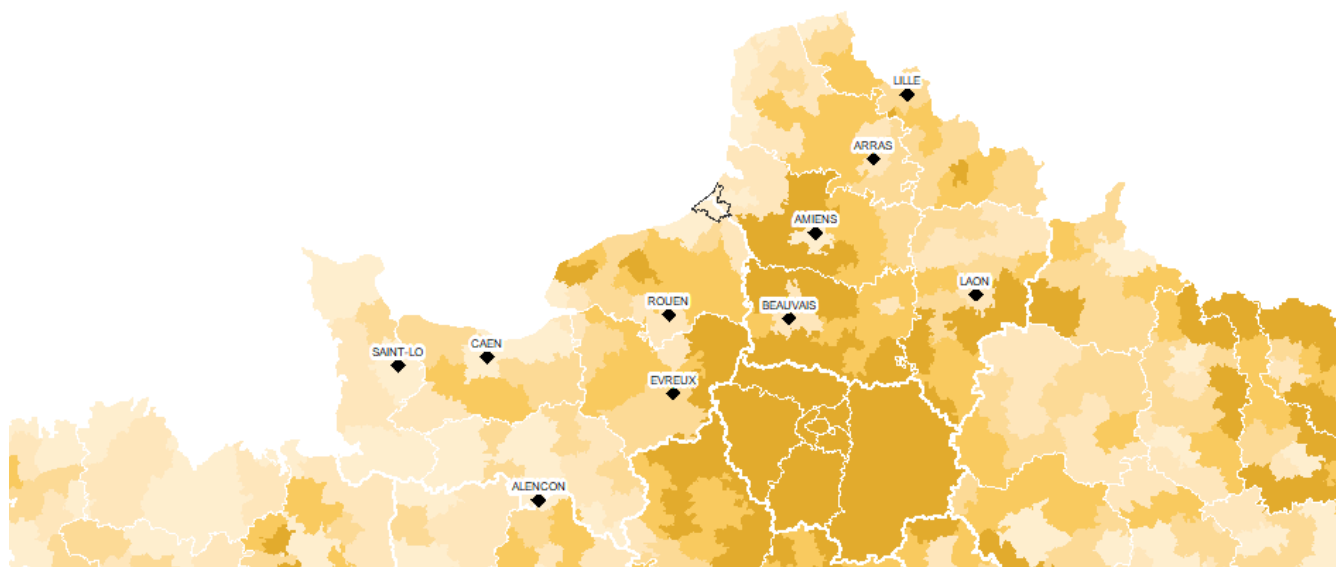 LILLE
ARRAS
AMIENS
LAON
BEAUVAIS
ROUEN
CAEN
SAINT-LO
EVREUX
ALENCON